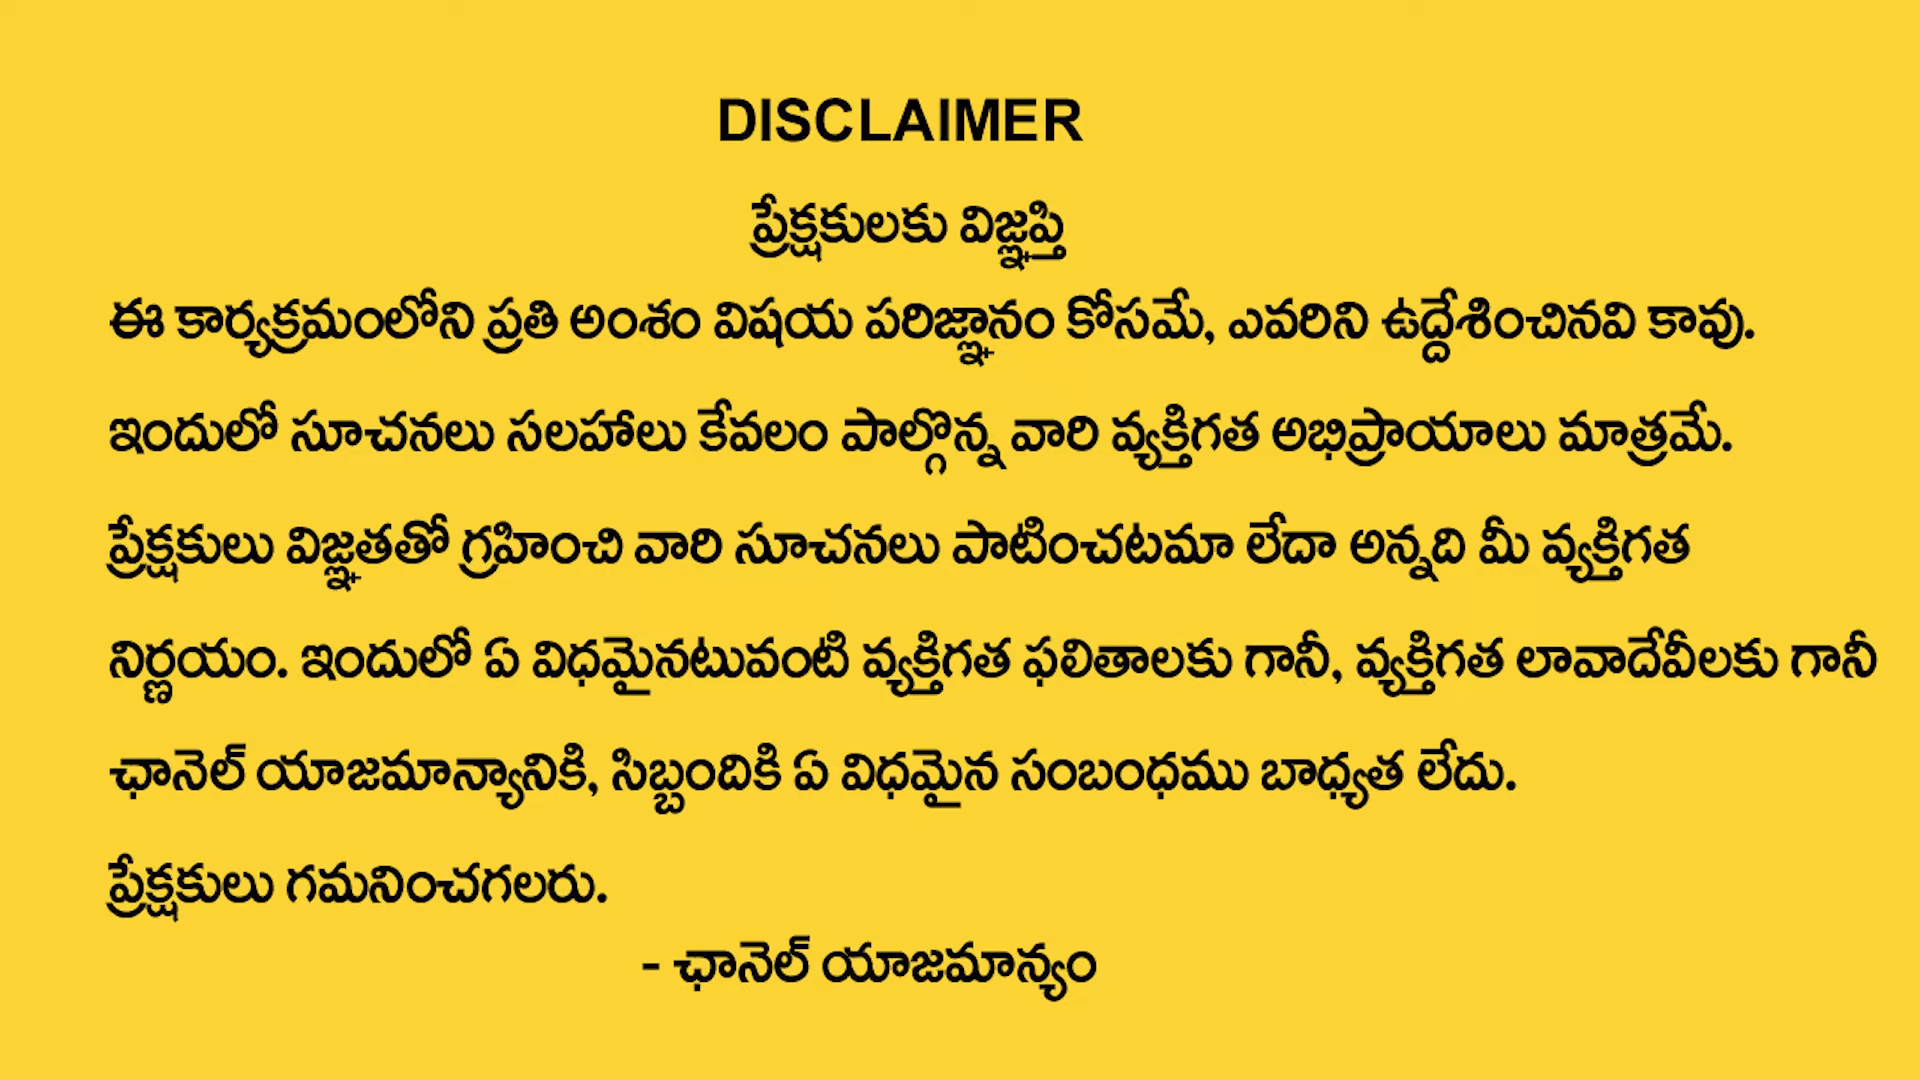 DISCLAIMER
ప్రేక్షకులకు విజ్ఞప్తి
ఈ కార్యక్రమంలోని ప్రతి అంశం విషయ పరిజ్ఞానం కోసమే, ఎవరిని ఉద్దేశించినవి కావు.
ఇందులో సూచనలు సలహాలు కేవలం పాల్గొన్న వారి వ్యక్తిగత అభిప్రాయాలు మాత్రమే.
ప్రేక్షకులు విజ్ఞతతో గ్రహించి వారి సూచనలు పాటించటమా లేదా అన్నది మీ వ్యక్తిగత
నిర్ణయం. ఇందులో ఏ విధమైనటువంటి వ్యక్తిగత ఫలితాలకు గానీ, వ్యక్తిగత లావాదేవీలకు గానీ
ఛానెల్ యాజమాన్యానికి, సిబ్బందికి ఏ విధమైన సంబంధము బాధ్యత లేదు.
ప్రేక్షకులు గమనించగలరు.
- ఛానెల్ యాజమాన్యం